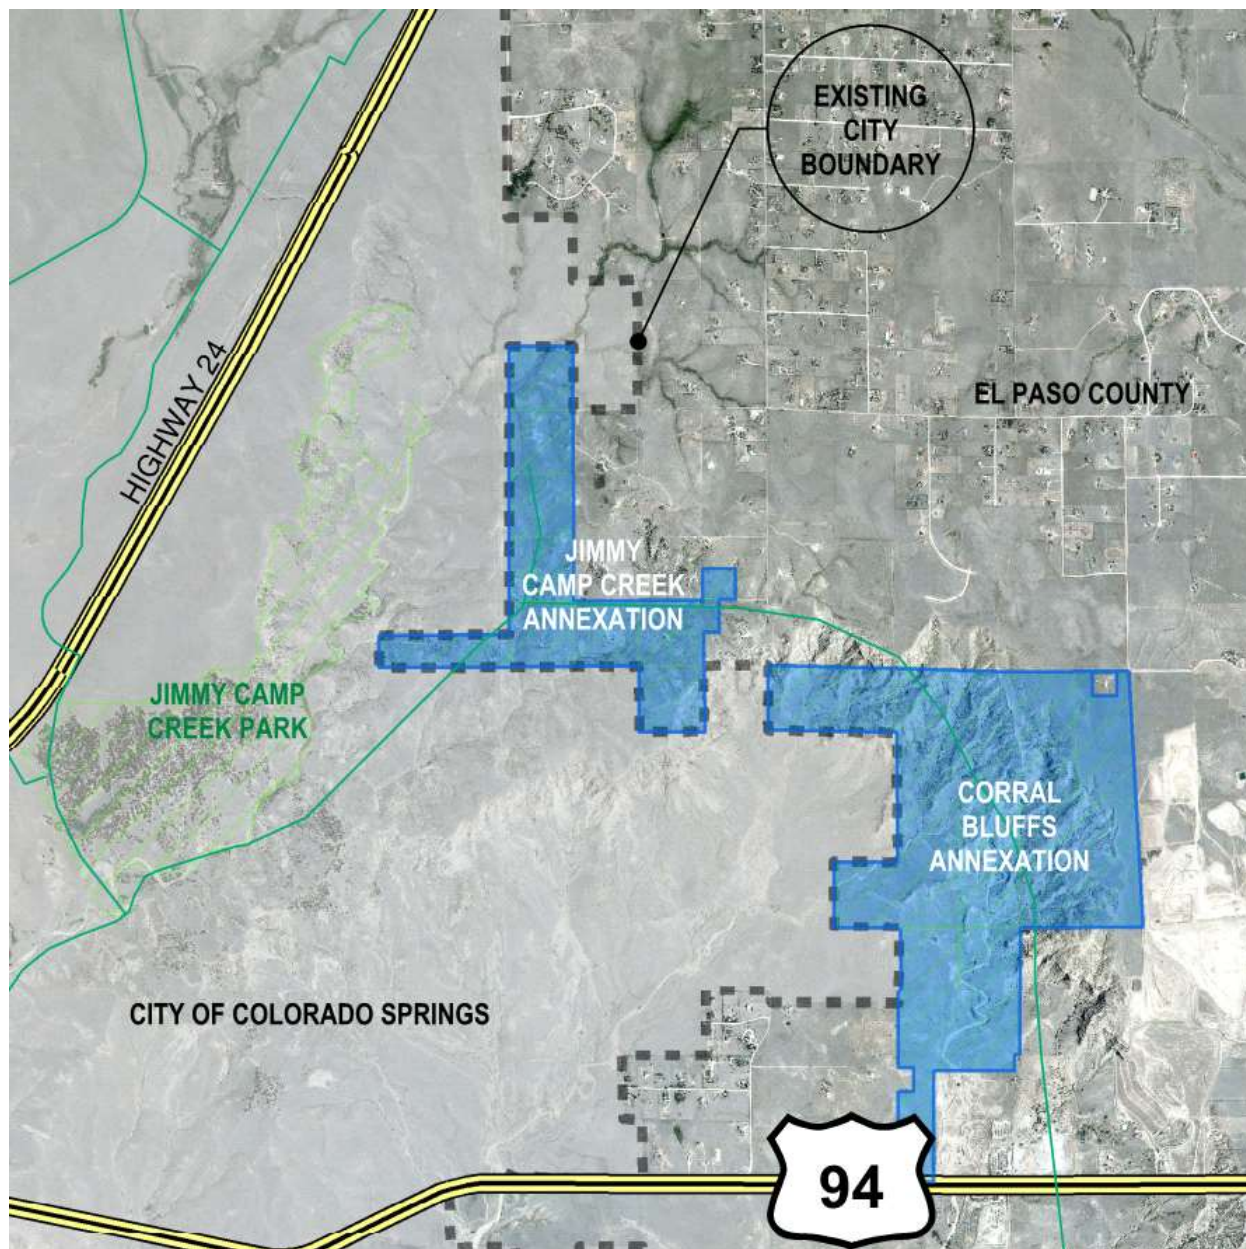 EXISTING
CITY
BOUNDARY
HIGHWAY 24
EL PASO COUNTY
JIMMY
CAMP CREEK
ANNEXATION
JIMMY CAMP
CREEK PARK
CORRAL
BLUFFS
ANNEXATION
CITY OF COLORADO SPRINGS
94